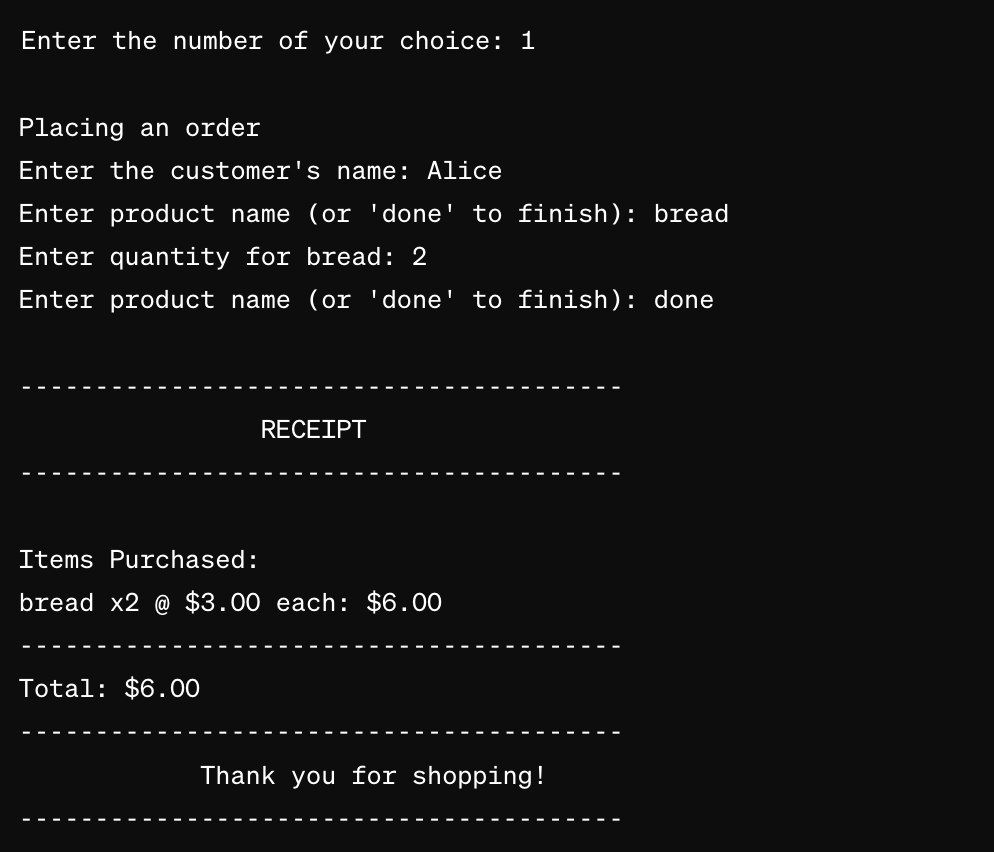 Enter the number of your choice: 1
Placing an order
Enter the customer's name: Alice
Enter product name (or 'done' to finish): bread
Enter quantity for bread: 2
Enter product name (or 'done' to finish): done
----------------------------------------
RECEIPT
----------------------------------------
Items Purchased:
bread x2 @ $3.00 each: $6.00
----------------------------------------
Total: $6.00
----------------------------------------
Thank you for shopping!
----------------------------------------